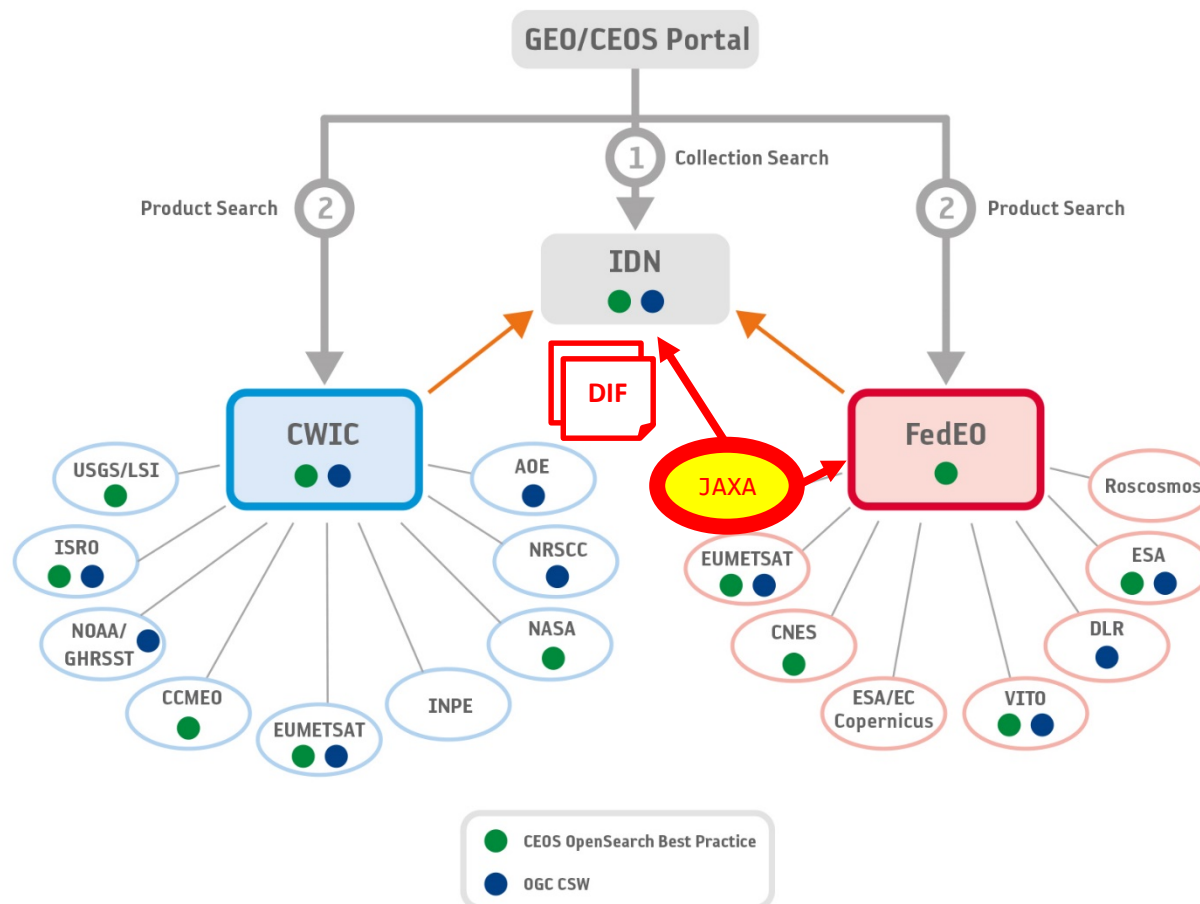 GEO/CEOS Portal
1
Collection Search
Product Search
2
2
Product Search
IDN
DIF
CWIC
FedEO
JAXA
USGS/LSI
AOE
Roscosmos
ISRO
NRSCC
EUMETSAT
ESA
NOAA/
GHRSST
NASA
CNES
DLR
CCMEO
INPE
ESA/EC
Copernicus
VITO
EUMETSAT
CEOS OpenSearch Best Practice
OGC CSW